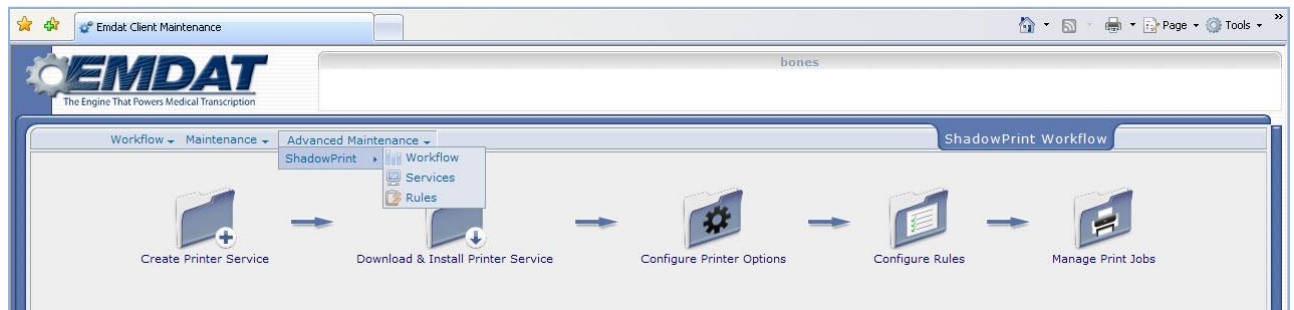 Emdat Client Maintenance
Page
Tools
»
EMDAT
The Engine That Powers Medical Transcription
bones
Workflow Maintenance Advanced Maintenance
ShadowPrint Workflow
ShadowPrint
Workflow
Services
Rules
Create Printer Service
Download & Install Printer Service
Configure Printer Options
Configure Rules
Manage Print Jobs